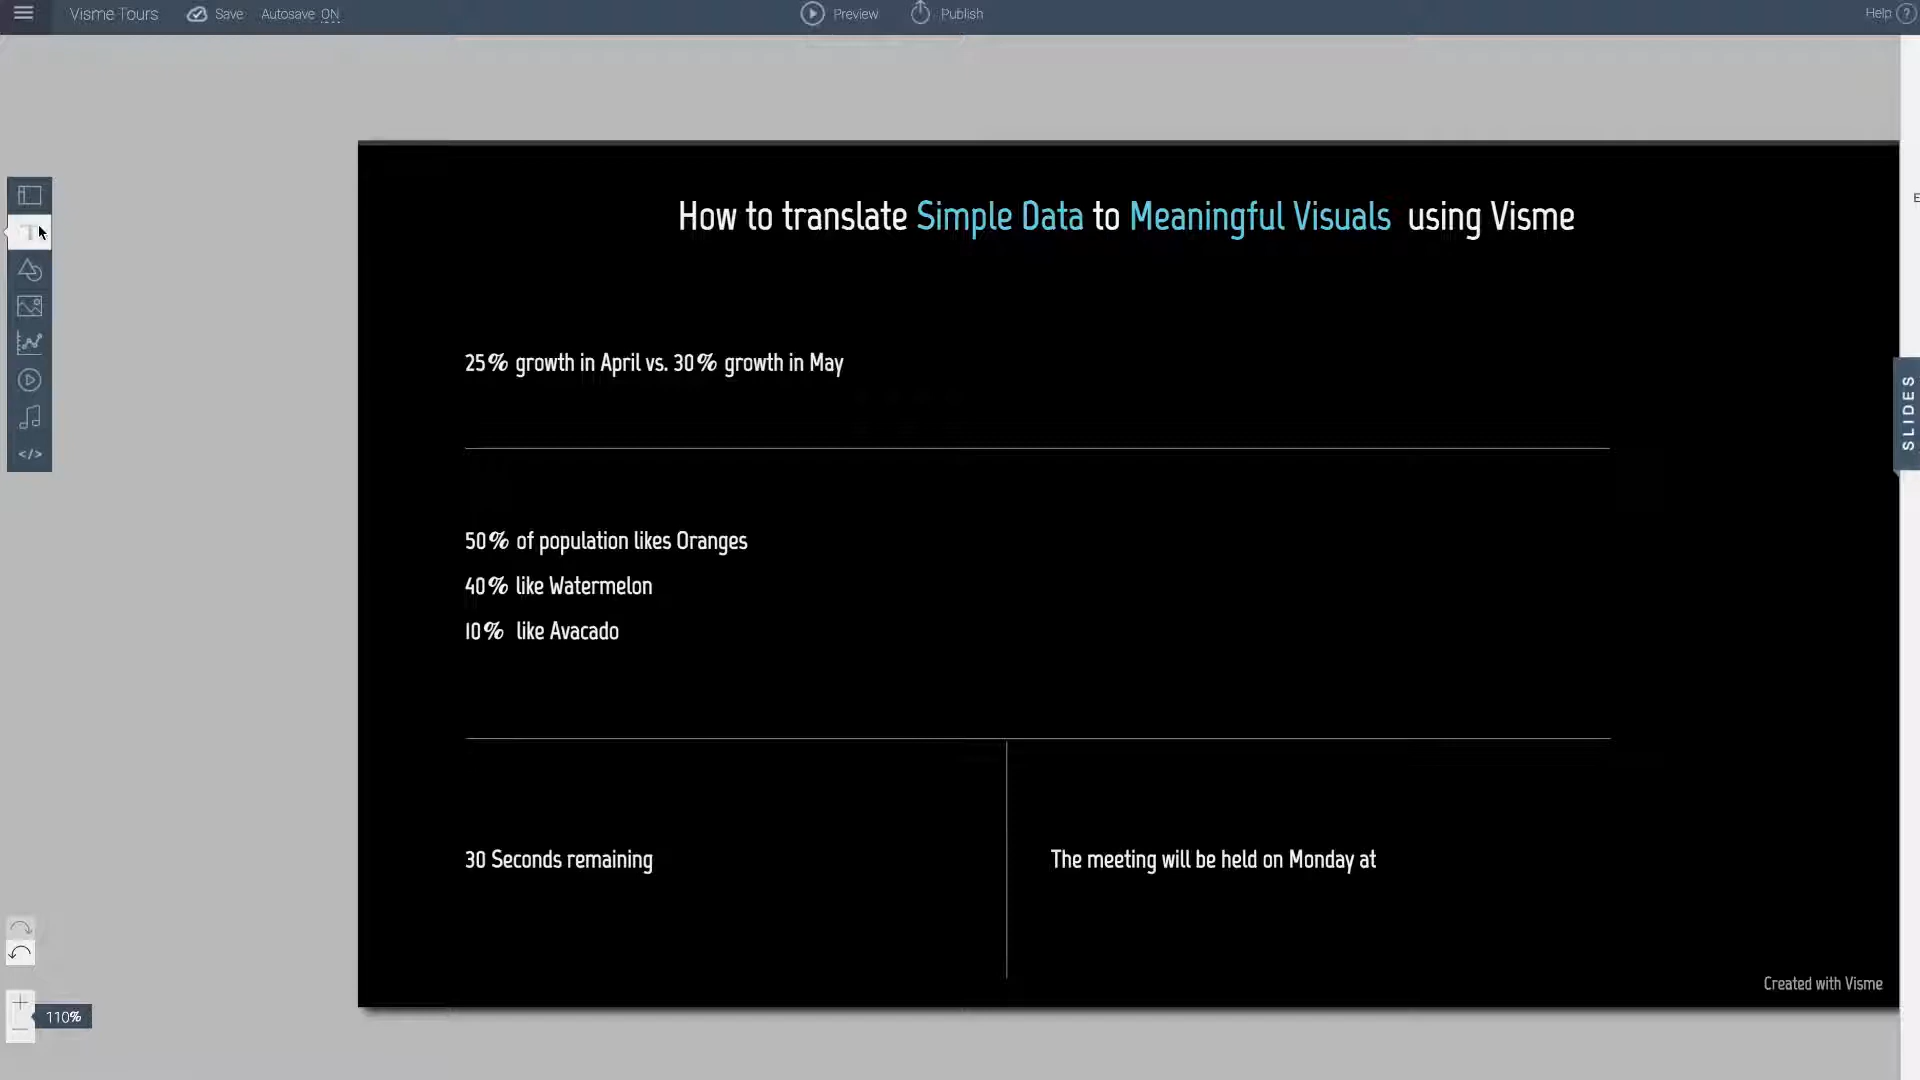 Visme Tours Save Autosave ON Preview Publish Help ?
How to translate Simple Data to Meaningful Visuals using Visme
25% growth in April vs. 30% growth in May
SLIDES
50% of population likes Oranges
40% like Watermelon
10% like Avacado
30 Seconds remaining
The meeting will be held on Monday at
Created with Visme
110%